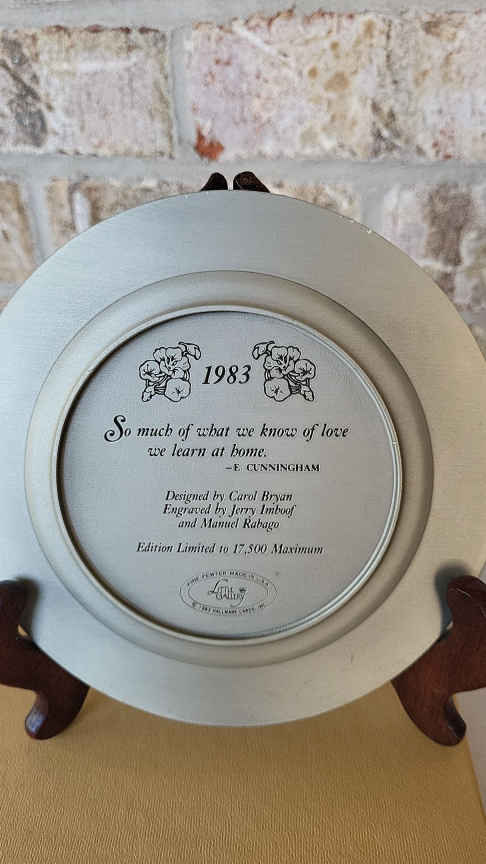 1983
So much of what we know of love
we learn at home.
–E. CUNNINGHAM
Designed by Carol Bryan
Engraved by Jerry Imboof
and Manuel Rabago
Edition Limited to 17,500 Maximum
FINE PEWTER MADE IN U.S.A.
Little Gallery
© 1983 HALLMARK CARDS, INC.